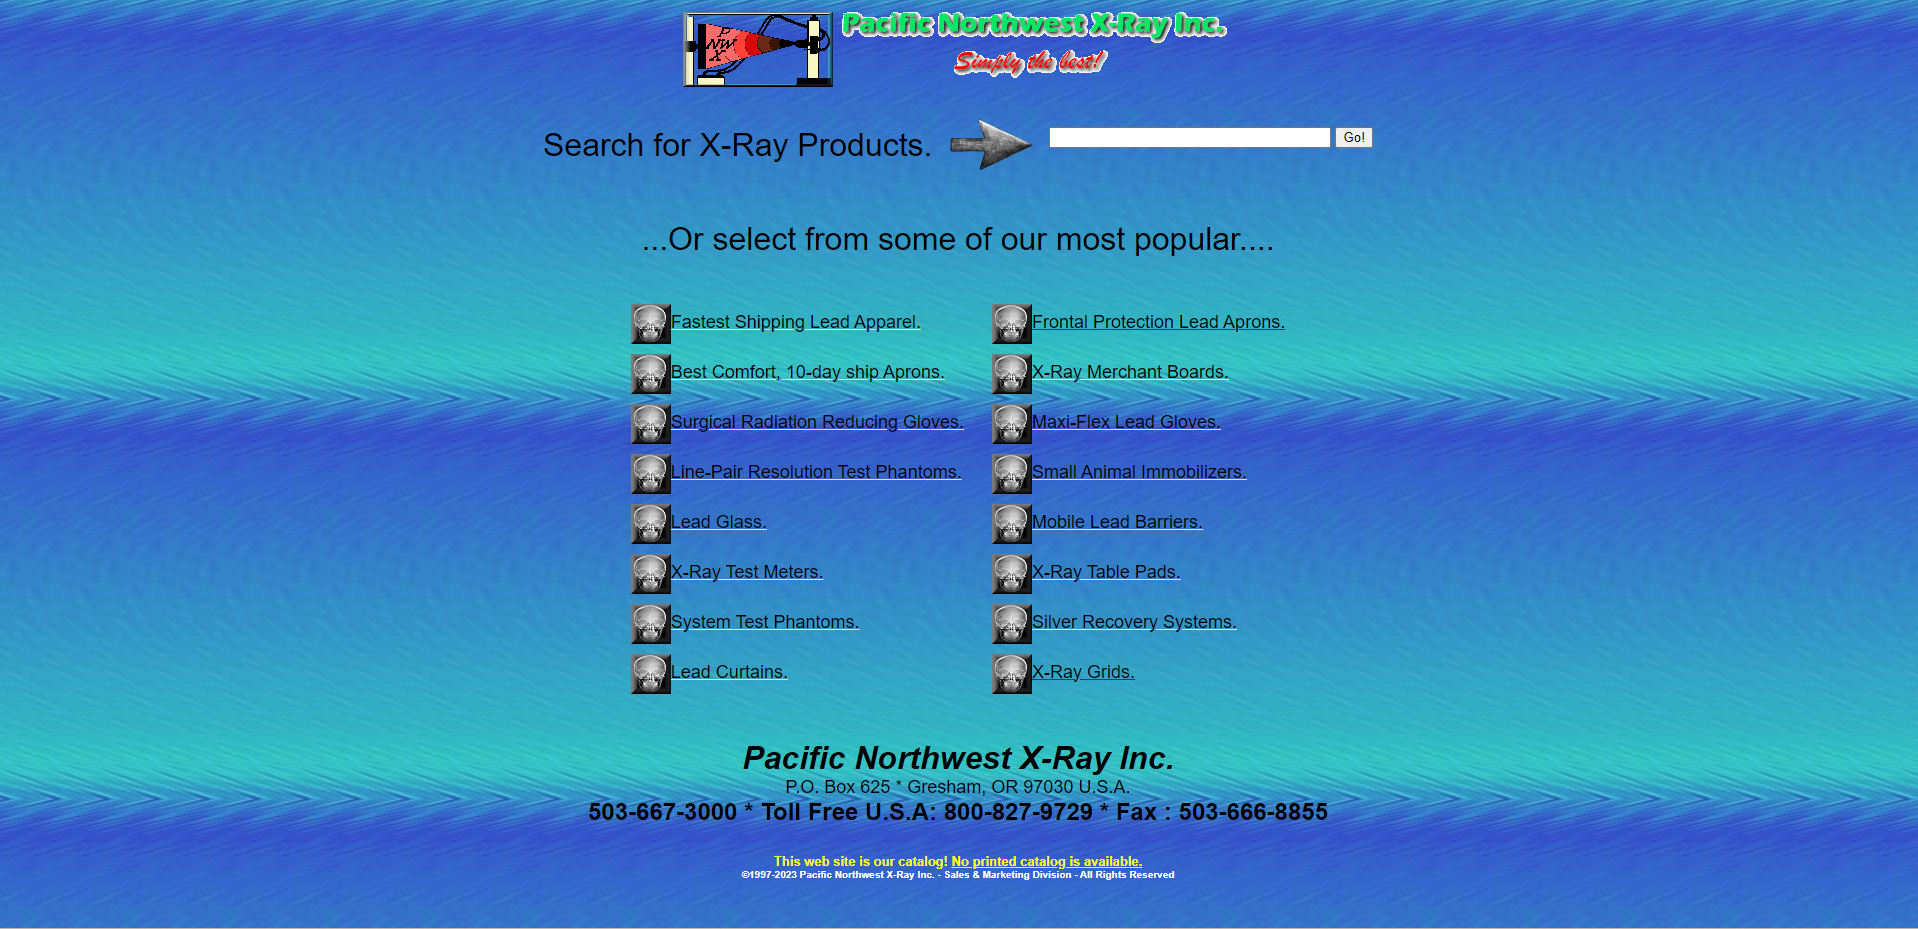 P
NW
X
Pacific Northwest X-Ray Inc.
Simply the best!
Search for X-Ray Products.
Go!
...Or select from some of our most popular....
Fastest Shipping Lead Apparel.
Frontal Protection Lead Aprons.
Best Comfort, 10-day ship Aprons.
X-Ray Merchant Boards.
Surgical Radiation Reducing Gloves.
Maxi-Flex Lead Gloves.
Line-Pair Resolution Test Phantoms.
Small Animal Immobilizers.
Lead Glass.
Mobile Lead Barriers.
X-Ray Test Meters.
X-Ray Table Pads.
System Test Phantoms.
Silver Recovery Systems.
Lead Curtains.
X-Ray Grids.
Pacific Northwest X-Ray Inc.
P.O. Box 625 * Gresham, OR 97030 U.S.A.
503-667-3000 * Toll Free U.S.A: 800-827-9729 * Fax : 503-666-8855
This web site is our catalog! No printed catalog is available.
©1997-2023 Pacific Northwest X-Ray Inc. - Sales & Marketing Division - All Rights Reserved